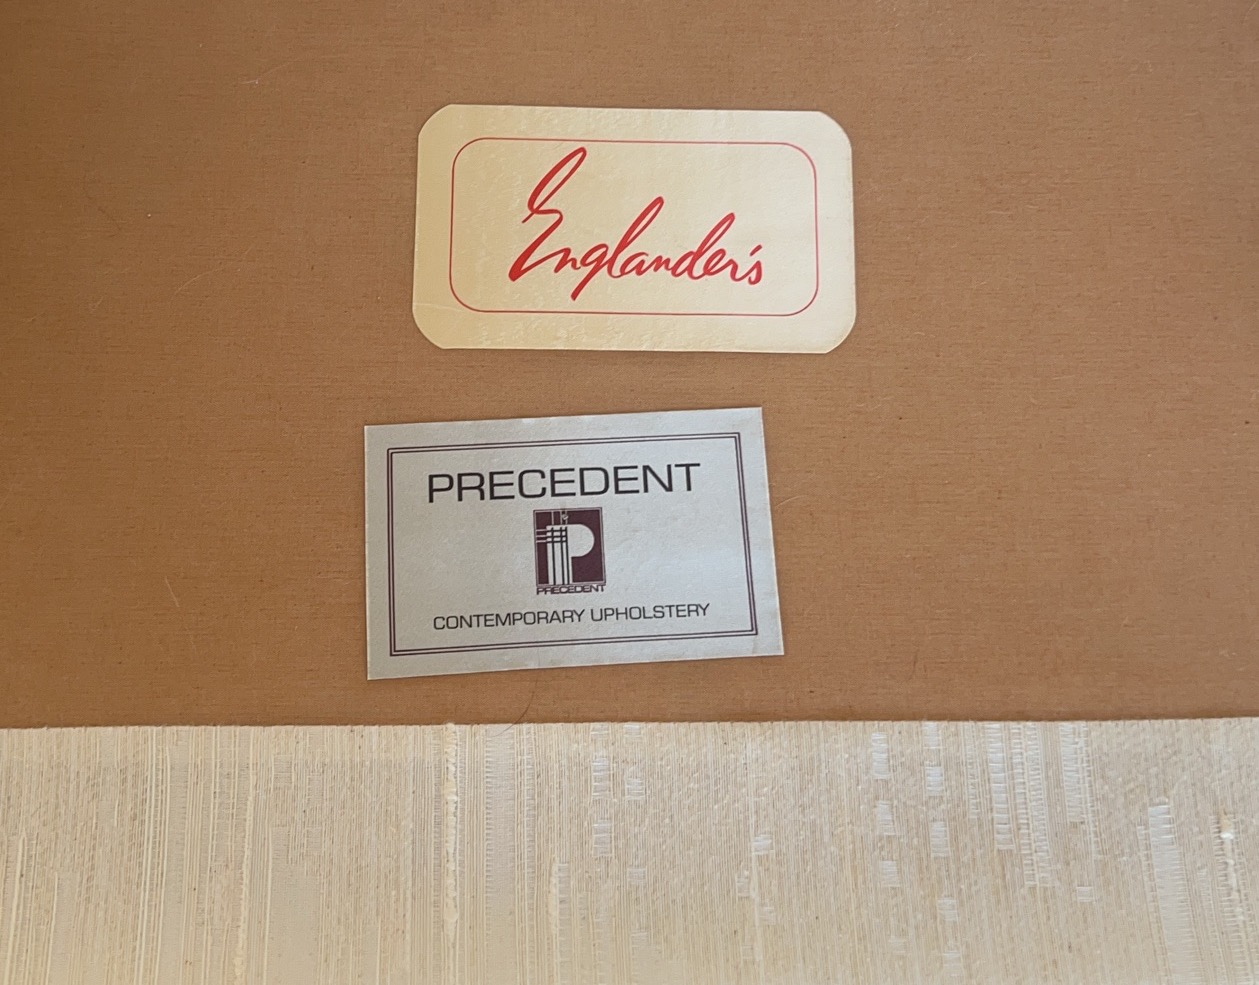 Englander's
PRECEDENT
PRECEDENT
CONTEMPORARY UPHOLSTERY